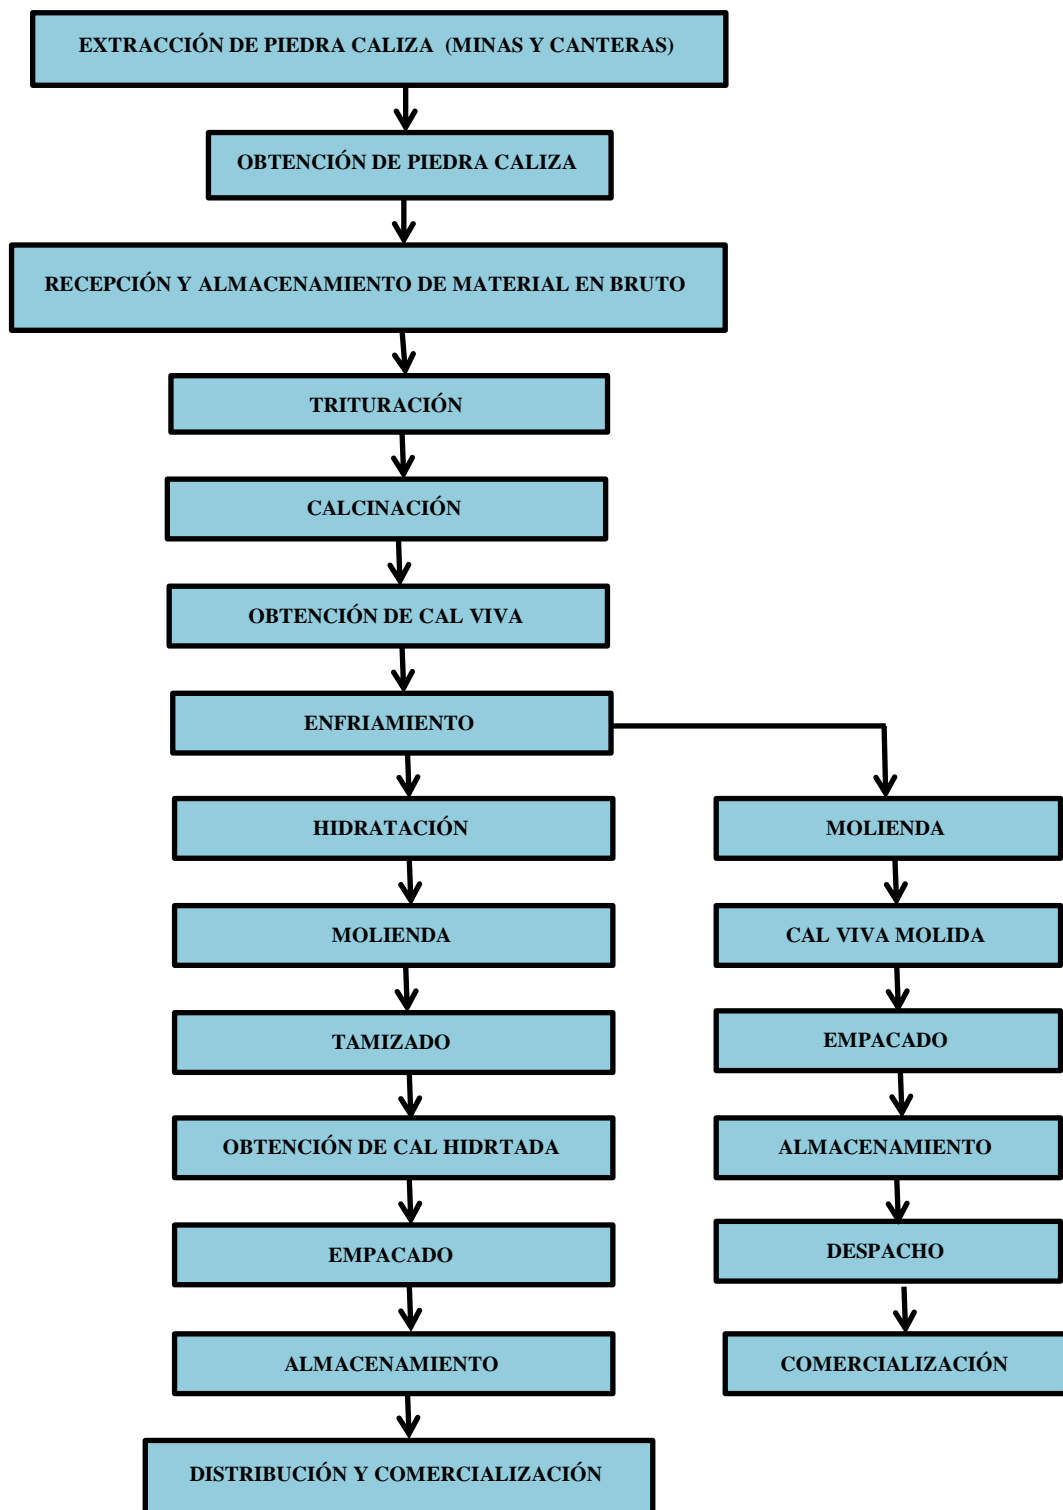 EXTRACCIÓN DE PIEDRA CALIZA (MINAS Y CANTERAS)
OBTENCIÓN DE PIEDRA CALIZA
RECEPCIÓN Y ALMACENAMIENTO DE MATERIAL EN BRUTO
TRITURACIÓN
CALCINACIÓN
OBTENCIÓN DE CAL VIVA
ENFRIAMIENTO
HIDRATACIÓN
MOLIENDA
TAMIZADO
OBTENCIÓN DE CAL HIDRTADA
EMPACADO
ALMACENAMIENTO
DISTRIBUCIÓN Y COMERCIALIZACIÓN
MOLIENDA
CAL VIVA MOLIDA
EMPACADO
ALMACENAMIENTO
DESPACHO
COMERCIALIZACIÓN